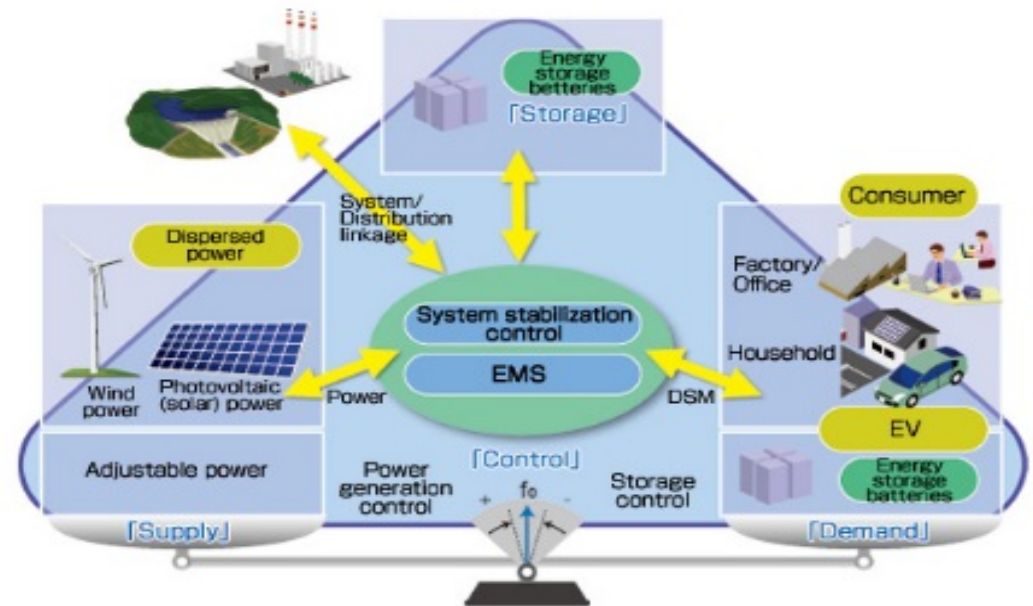 Energy
storage
betteries
「Storage」
System/
Distribution
linkage
Consumer
Dispersed
power
Factory/
Office
System stabilization
control
Household
EMS
Wind
power
Photovoltaic
(solar) power
Power
DSM
EV
「Control」
Adjustable power
Power
generation
control
+ f0 -
Storage
control
Energy
storage
batteries
「Supply」
「Demand」